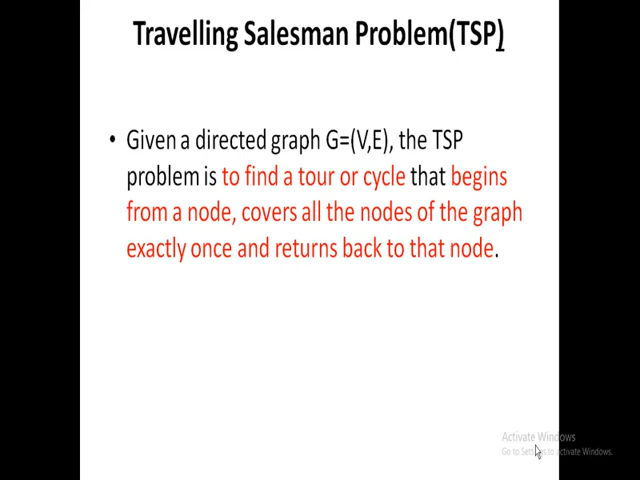 Travelling Salesman Problem(TSP)
• Given a directed graph G=(V,E), the TSP
problem is to find a tour or cycle that begins
from a node, covers all the nodes of the graph
exactly once and returns back to that node.
Activate Windows
Go to Settings to activate Windows.